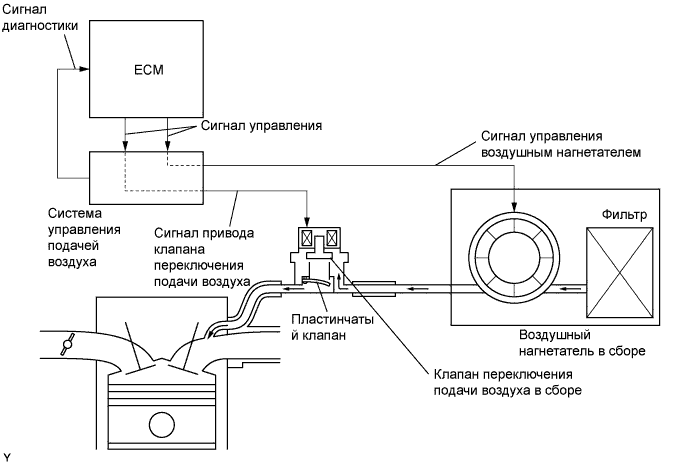 Сигнал
диагностики
ECM
Сигнал управления
Сигнал управления
воздушным нагнетателем
Система
управления
подачей
воздуха
Сигнал привода
клапана
переключения
подачи воздуха
Фильтр
Пластинчаты
й клапан
Воздушный
нагнетатель в сборе
Клапан переключения
подачи воздуха в сборе
Y